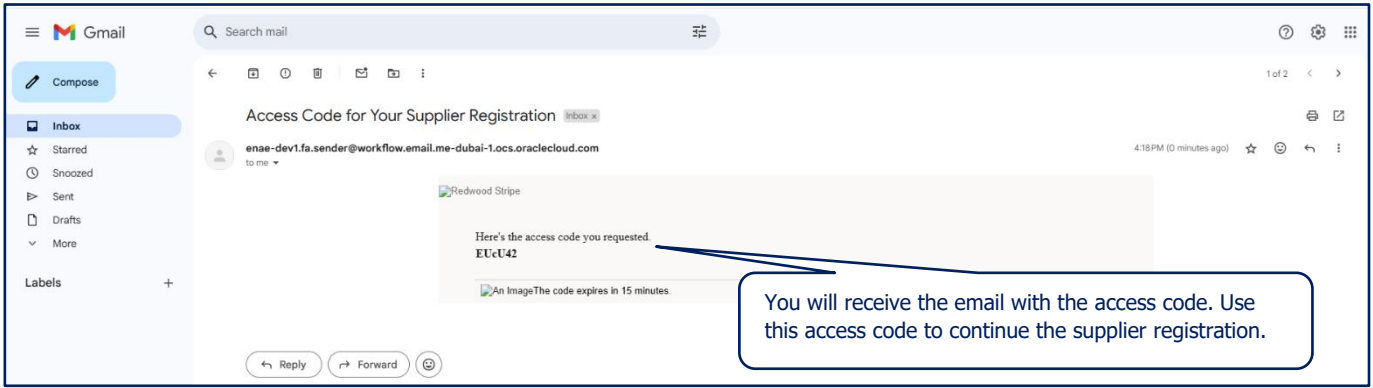 Gmail
Search mail
Compose
1 of 2
Inbox
Starred
Snoozed
Sent
Drafts
More
Labels
Access Code for Your Supplier Registration Inbox x
enae-dev1.fa.sender@workflow.email.me-dubai-1.ocs.oraclecloud.com
4:18 PM (0 minutes ago)
to me
Redwood Stripe
Here's the access code you requested.
EUcU42
An ImageThe code expires in 15 minutes.
You will receive the email with the access code. Use
this access code to continue the supplier registration.
Reply
Forward